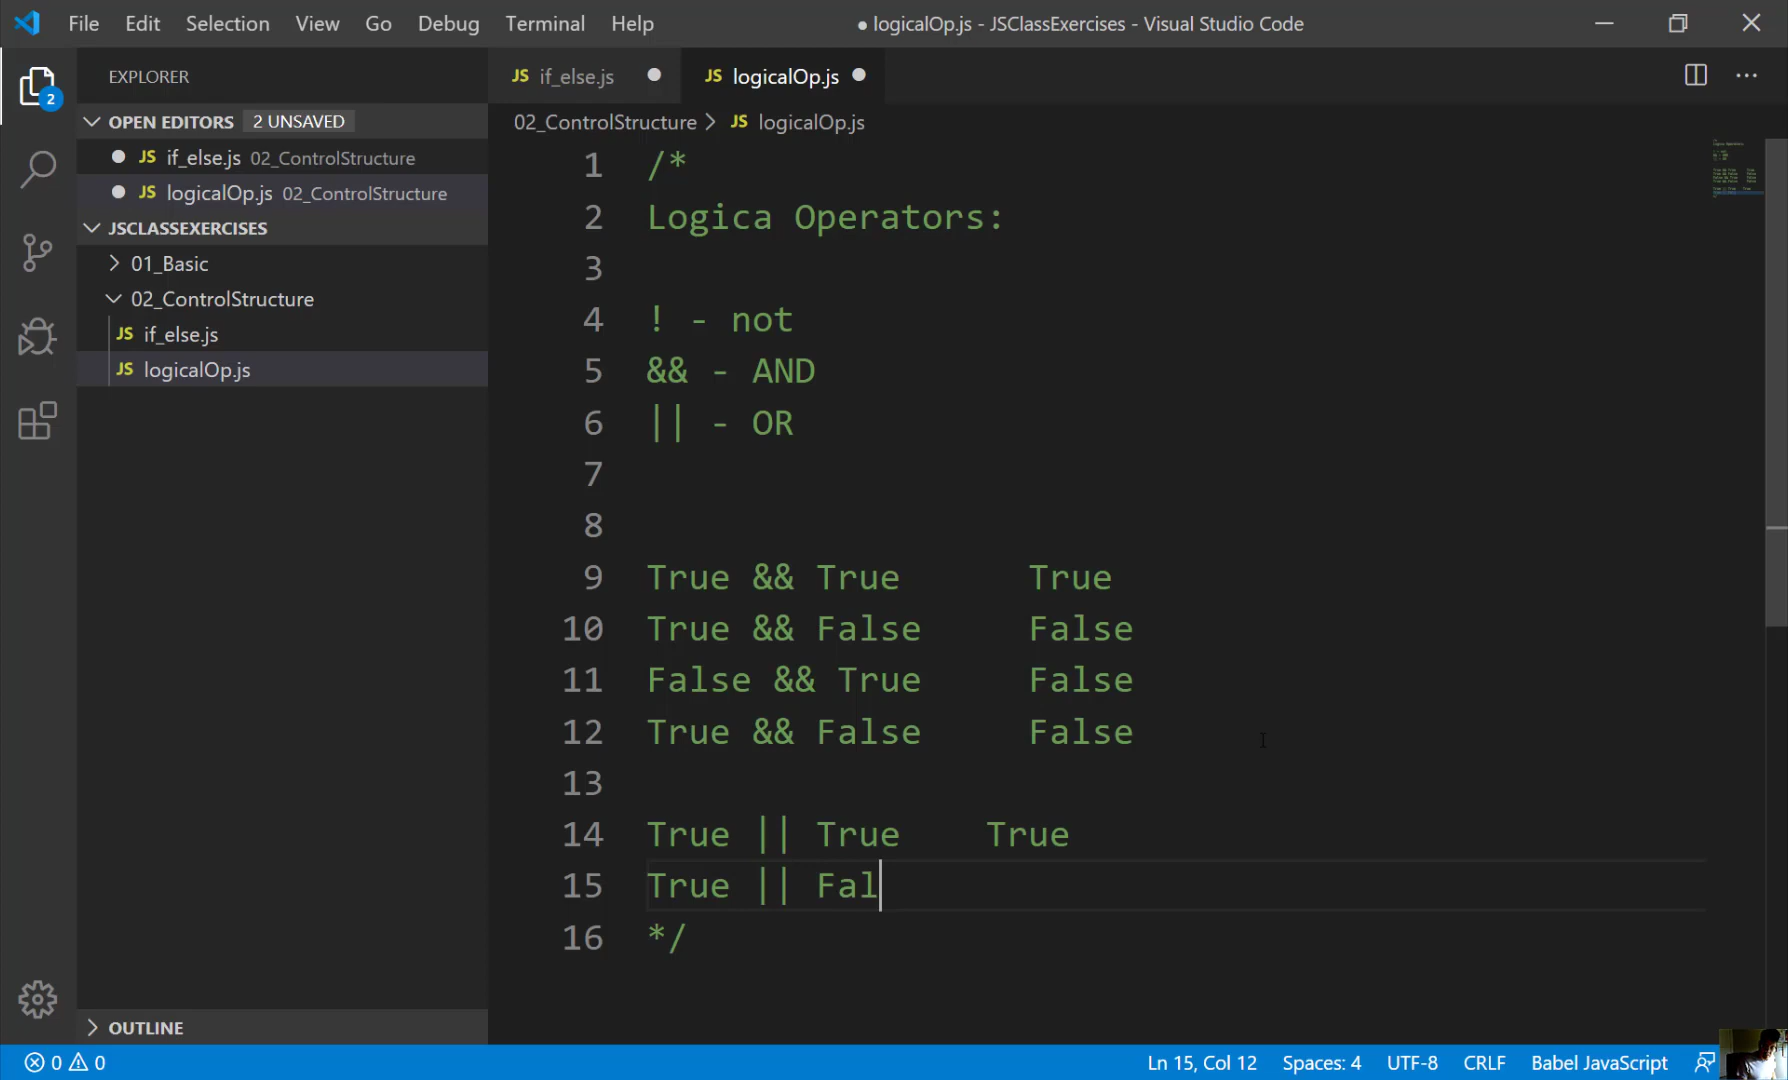 File Edit Selection View Go Debug Terminal Help
● logicalOp.js - JSClassExercises - Visual Studio Code
EXPLORER
2
OPEN EDITORS 2 UNSAVED
JS if_else.js 02_ControlStructure
JS logicalOp.js 02_ControlStructure
JSCLASSEXERCISES
01_Basic
02_ControlStructure
JS if_else.js
JS logicalOp.js
OUTLINE
JS if_else.js
JS logicalOp.js
02_ControlStructure > JS logicalOp.js
1 /*
2 Logica Operators:
3
4 ! - not
5 && - AND
6 || - OR
7
8
9 True && True True
10 True && False False
11 False && True False
12 True && False False
13
14 True || True True
15 True || Fal
16 */
0 0
Ln 15, Col 12 Spaces: 4 UTF-8 CRLF Babel JavaScript